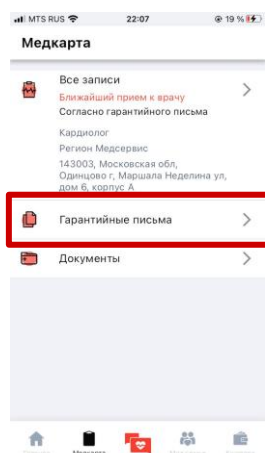 MTS RUS 22:07 19 %
Медкарта
Все записи
Ближайший прием к врачу
Согласно гарантийного письма
Кардиолог
Регион Медсервис
143003, Московская обл,
Одинцово г, Маршала Неделина ул,
дом 6, корпус А
Гарантийные письма
Документы